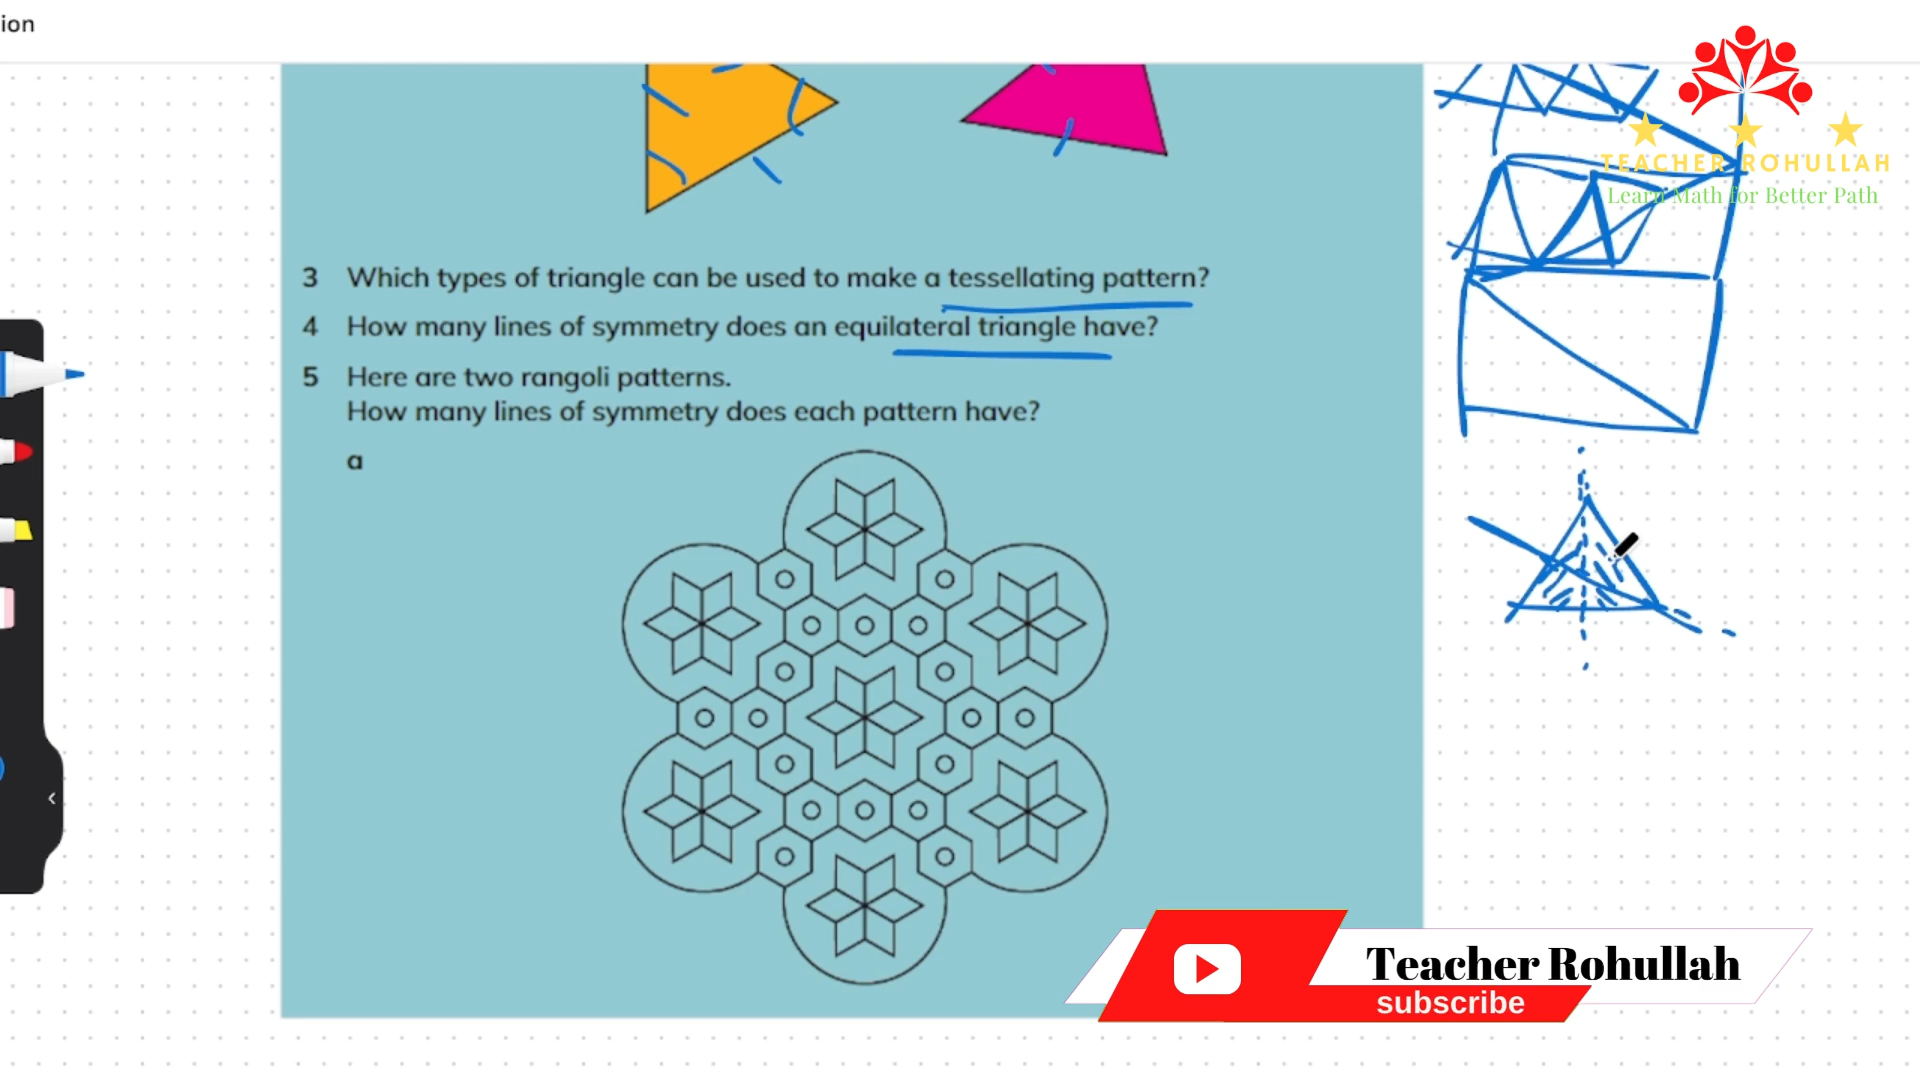 ion
TEACHER ROHULLAH
Learn Math for Better Path
3 Which types of triangle can be used to make a tessellating pattern?
4 How many lines of symmetry does an equilateral triangle have?
5 Here are two rangoli patterns.
How many lines of symmetry does each pattern have?
a
Teacher Rohullah
subscribe